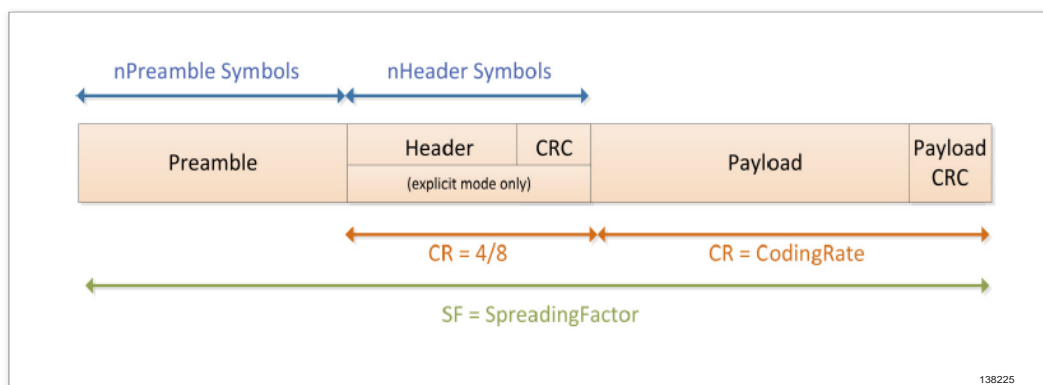 nPreamble Symbols
nHeader Symbols
Preamble
Header
CRC
(explicit mode only)
Payload
Payload
CRC
CR = 4/8
CR = CodingRate
SF = SpreadingFactor
138225